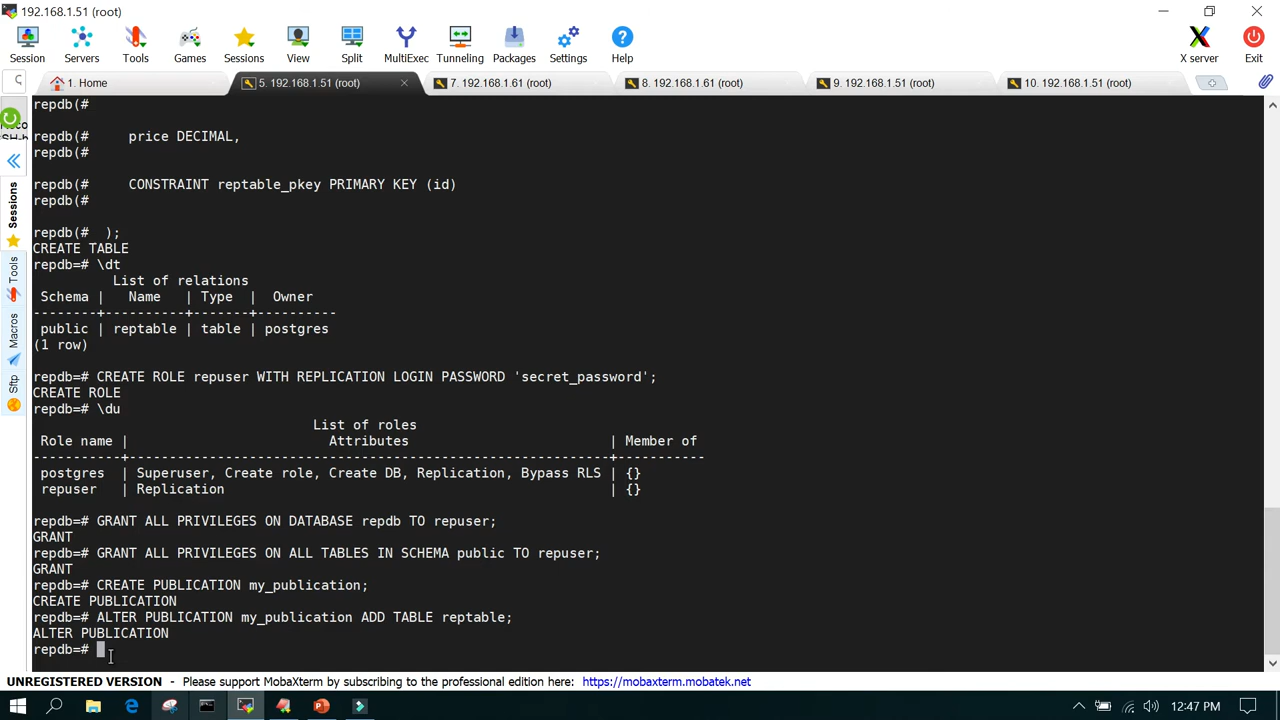 192.168.1.51 (root)
Session Servers Tools Games Sessions View Split MultiExec Tunneling Packages Settings Help X server Exit
1. Home 5. 192.168.1.51 (root) 7. 192.168.1.61 (root) 8. 192.168.1.61 (root) 9. 192.168.1.51 (root) 10. 192.168.1.51 (root)
Sessions
Tools
Macros
Sftp
repdb(#
repdb(#     price DECIMAL,
repdb(#
repdb(#     CONSTRAINT reptable_pkey PRIMARY KEY (id)
repdb(#
repdb(#  );
CREATE TABLE
repdb=# \dt
List of relations
Schema |   Name   | Type  |  Owner
--------+----------+-------+----------
public | reptable | table | postgres
(1 row)
repdb=# CREATE ROLE repuser WITH REPLICATION LOGIN PASSWORD 'secret_password';
CREATE ROLE
repdb=# \du
List of roles
Role name |                         Attributes                         | Member of
-----------+------------------------------------------------------------+-----------
postgres  | Superuser, Create role, Create DB, Replication, Bypass RLS | {}
repuser   | Replication                                                | {}
repdb=# GRANT ALL PRIVILEGES ON DATABASE repdb TO repuser;
GRANT
repdb=# GRANT ALL PRIVILEGES ON ALL TABLES IN SCHEMA public TO repuser;
GRANT
repdb=# CREATE PUBLICATION my_publication;
CREATE PUBLICATION
repdb=# ALTER PUBLICATION my_publication ADD TABLE reptable;
ALTER PUBLICATION
repdb=#
UNREGISTERED VERSION - Please support MobaXterm by subscribing to the professional edition here: https://mobaxterm.mobatek.net
12:47 PM